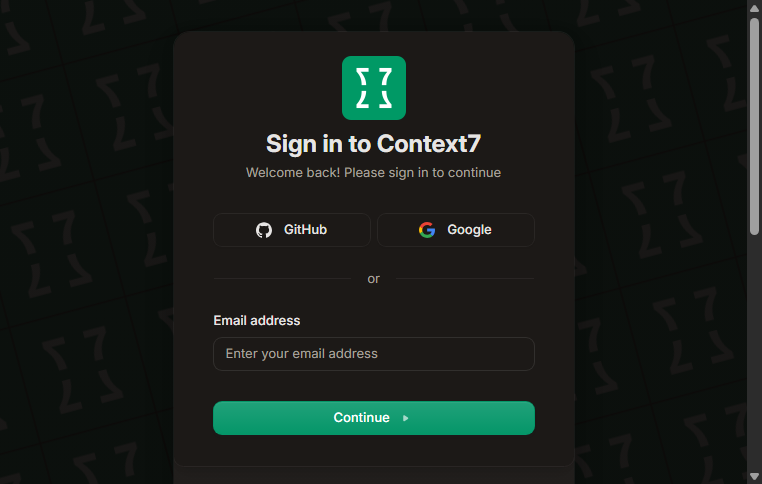 Sign in to Context7
Welcome back! Please sign in to continue
GitHub
Google
or
Email address
Enter your email address
Continue